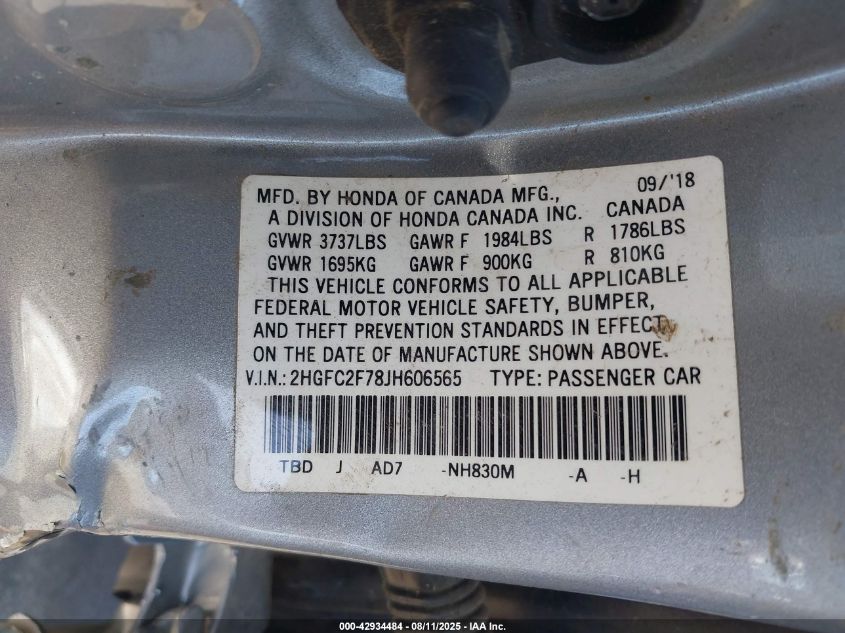 MFD. BY HONDA OF CANADA MFG., 09/'18
A DIVISION OF HONDA CANADA INC. CANADA
GVWR 3737LBS GAWR F 1984LBS R 1786LBS
GVWR 1695KG GAWR F 900KG R 810KG
THIS VEHICLE CONFORMS TO ALL APPLICABLE
FEDERAL MOTOR VEHICLE SAFETY, BUMPER,
AND THEFT PREVENTION STANDARDS IN EFFECT
ON THE DATE OF MANUFACTURE SHOWN ABOVE.
V.I.N.: 2HGFC2F78JH606565 TYPE: PASSENGER CAR
TBD J AD7 -NH830M -A -H
000-42934484 - 08/11/2025 - IAA Inc.